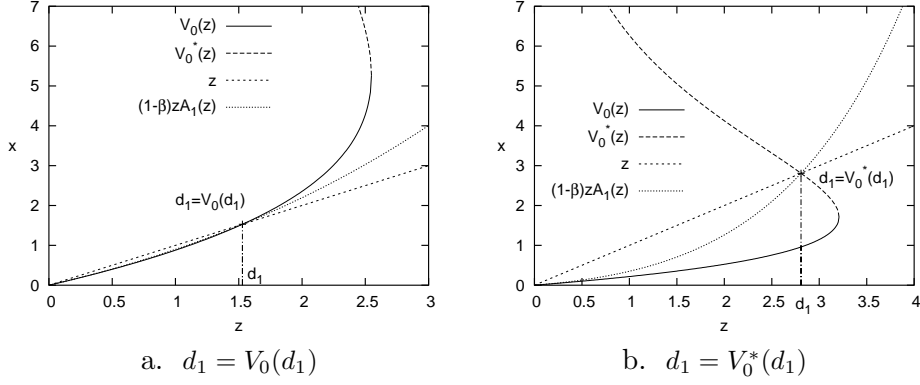 7
6
5
4
3
2
1
0
x
V₀(z)
V₀*(z)
z
(1-β)zA₁(z)
d₁=V₀(d₁)
d₁
0 0.5 1 1.5 2 2.5 3
z
a. d₁ = V₀(d₁)
7
6
5
4
3
2
1
0
x
V₀(z)
V₀*(z)
z
(1-β)zA₁(z)
d₁=V₀*(d₁)
0 0.5 1 1.5 2 2.5 3 3.5 4
d₁
z
b. d₁ = V₀*(d₁)